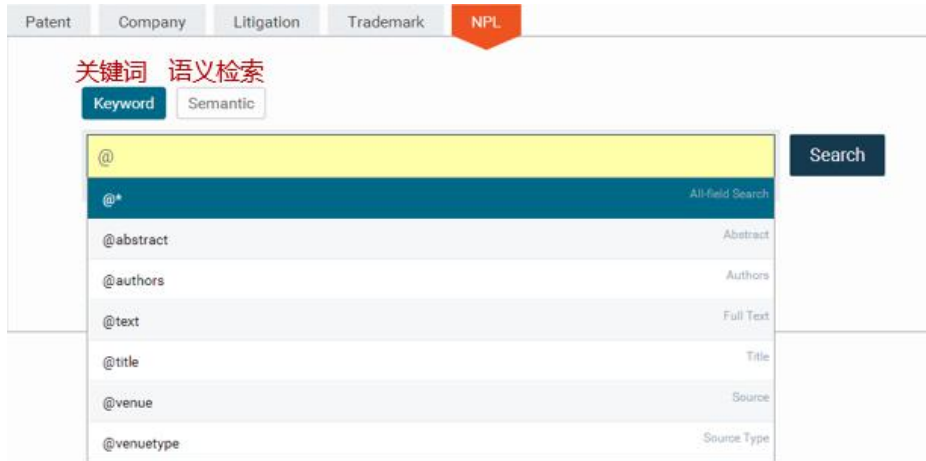 Patent Company Litigation Trademark NPL
关键词 语义检索
Keyword Semantic
@ Search
@* All-field Search
@abstract Abstract
@authors Authors
@text Full Text
@title Title
@venue Source
@venuetype Source Type